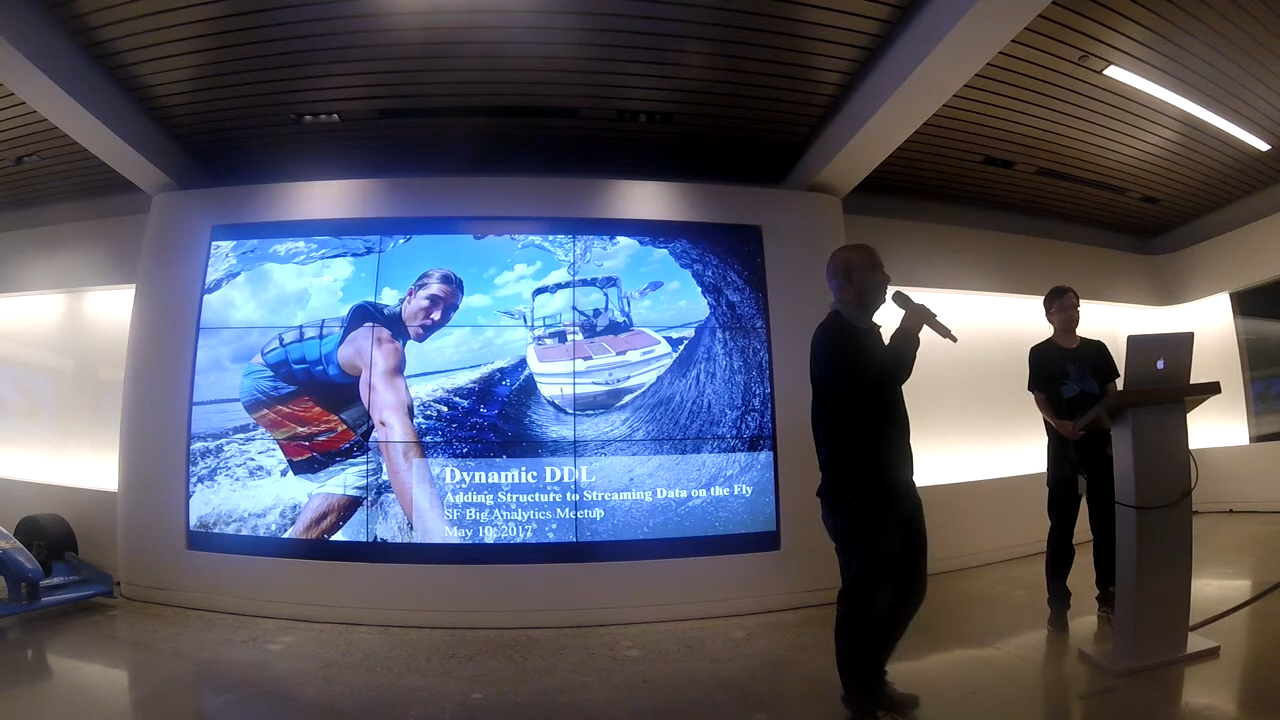 Dynamic DDL
Adding Structure to Streaming Data on the Fly
SF Big Analytics Meetup
May 10, 2017